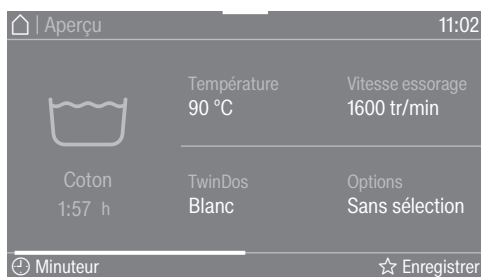 Aperçu 11:02
Température Vitesse essorage
90 °C 1600 tr/min
Coton
1:57 h
TwinDos Options
Blanc Sans sélection
Minuteur Enregistrer